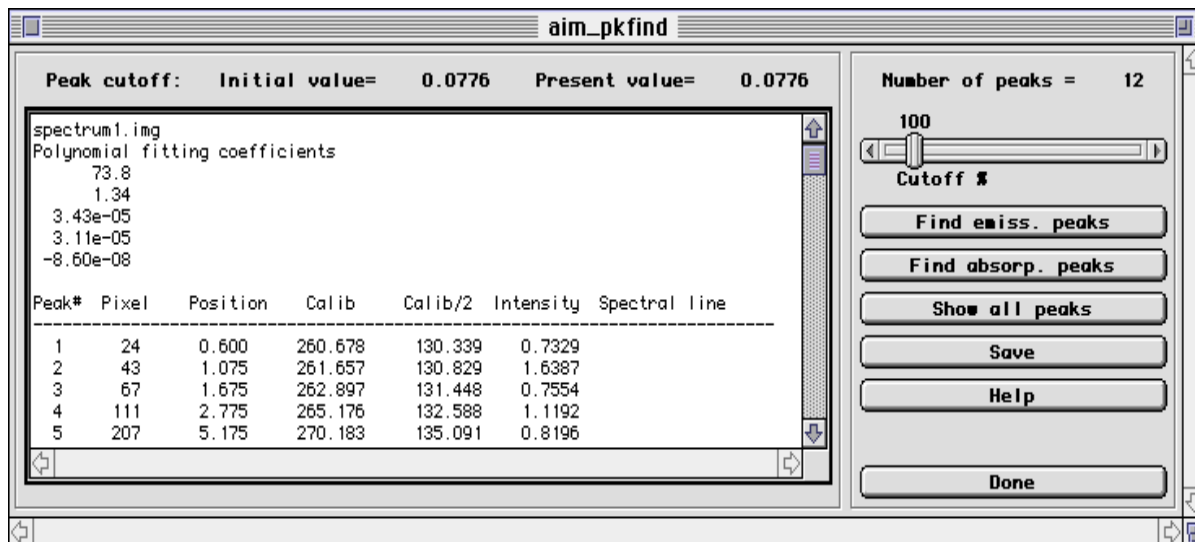 aim_pkfind
Peak cutoff: Initial value= 0.0776 Present value= 0.0776
spectrum1.img
Polynomial fitting coefficients
73.8
1.34
3.43e-05
3.11e-05
-8.60e-08
Peak# Pixel Position Calib Calib/2 Intensity Spectral line
--------------------------------------------------------------------------
1 24 0.600 260.678 130.339 0.7329
2 43 1.075 261.657 130.829 1.6387
3 67 1.675 262.897 131.448 0.7554
4 111 2.775 265.176 132.588 1.1192
5 207 5.175 270.183 135.091 0.8196
Number of peaks = 12
100
Cutoff %
Find emiss. peaks
Find absorp. peaks
Show all peaks
Save
Help
Done